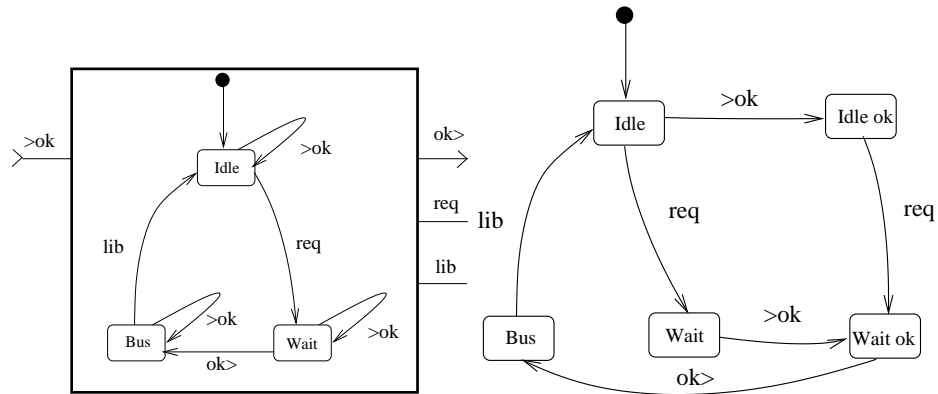 >ok
Idle
>ok
lib
req
Bus
>ok
Wait
>ok
ok>
ok>
req
lib
Idle
>ok
Idle ok
lib
req
req
Bus
Wait
>ok
Wait ok
ok>